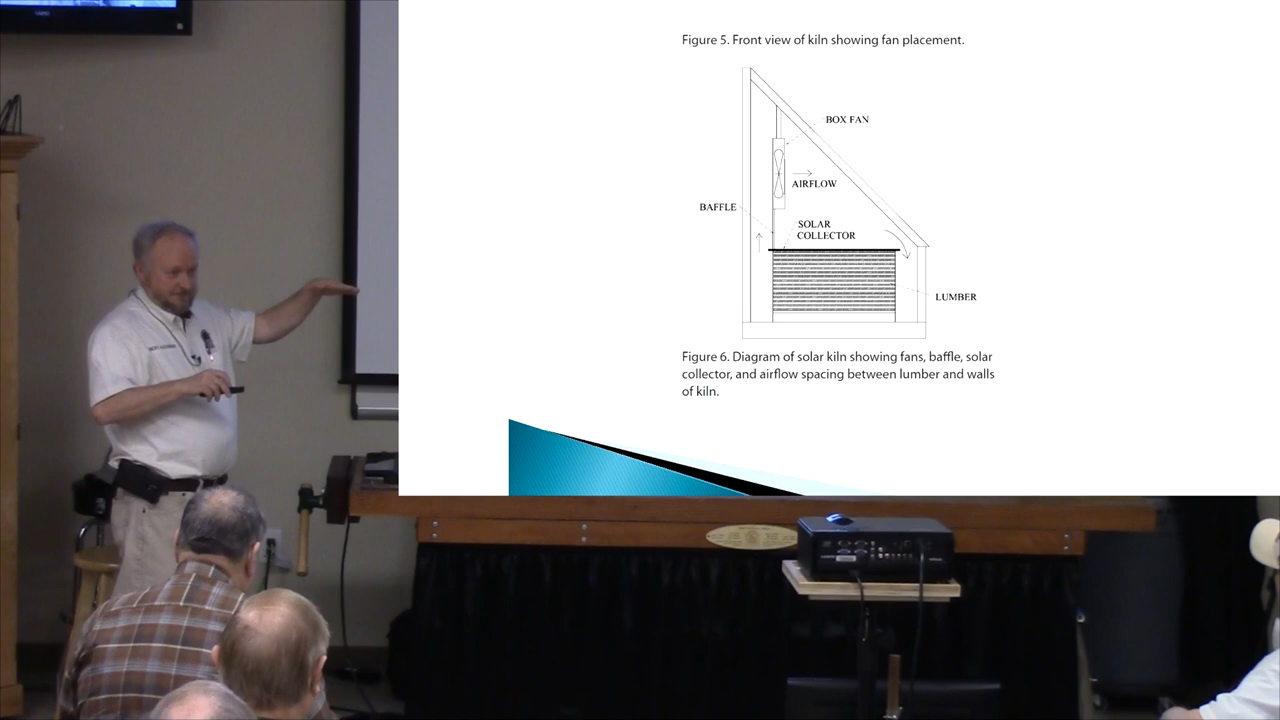 Figure 5. Front view of kiln showing fan placement.
BOX FAN
AIRFLOW
BAFFLE
SOLAR
COLLECTOR
LUMBER
Figure 6. Diagram of solar kiln showing fans, baffle, solar
collector, and airflow spacing between lumber and walls
of kiln.